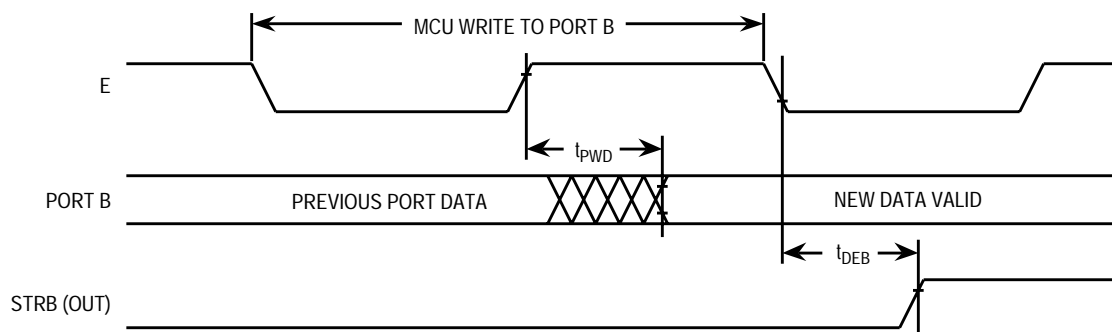 MCU WRITE TO PORT B
E
tPWD
PORT B
PREVIOUS PORT DATA
NEW DATA VALID
tDEB
STRB (OUT)